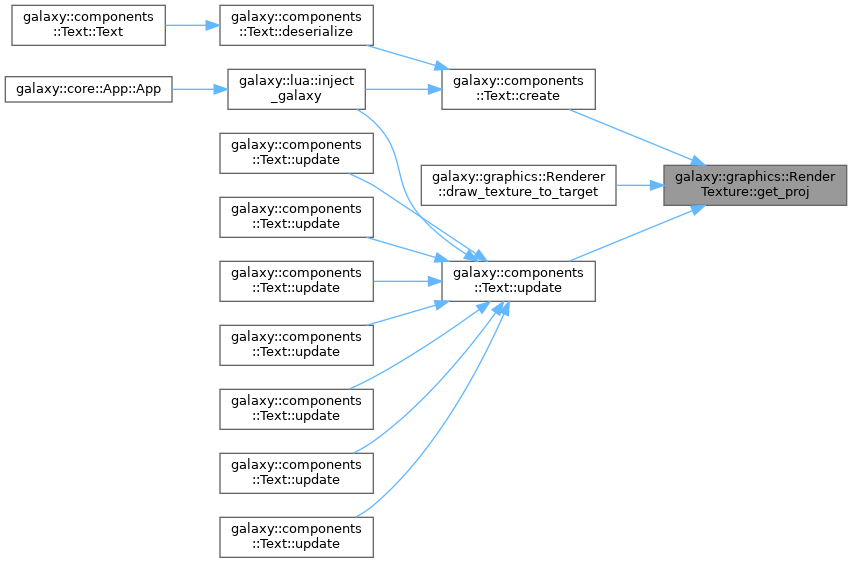 galaxy::components
::Text::Text
galaxy::components
::Text::deserialize
galaxy::core::App::App
galaxy::lua::inject
_galaxy
galaxy::components
::Text::create
galaxy::components
::Text::update
galaxy::graphics::Renderer
::draw_texture_to_target
galaxy::graphics::Render
Texture::get_proj
galaxy::components
::Text::update
galaxy::components
::Text::update
galaxy::components
::Text::update
galaxy::components
::Text::update
galaxy::components
::Text::update
galaxy::components
::Text::update
galaxy::components
::Text::update